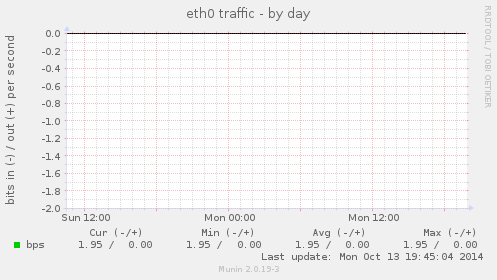 eth0 traffic - by day
RRDTOOL / TOBI OETIKER
bits in (-) / out (+) per second
0.0
-0.2
-0.4
-0.6
-0.8
-1.0
-1.2
-1.4
-1.6
-1.8
-2.0
Sun 12:00 Mon 00:00 Mon 12:00
Cur (-/+) Min (-/+) Avg (-/+) Max (-/+)
bps 1.95 / 0.00 1.95 / 0.00 1.95 / 0.00 1.95 / 0.00
Last update: Mon Oct 13 19:45:04 2014
Munin 2.0.19-3